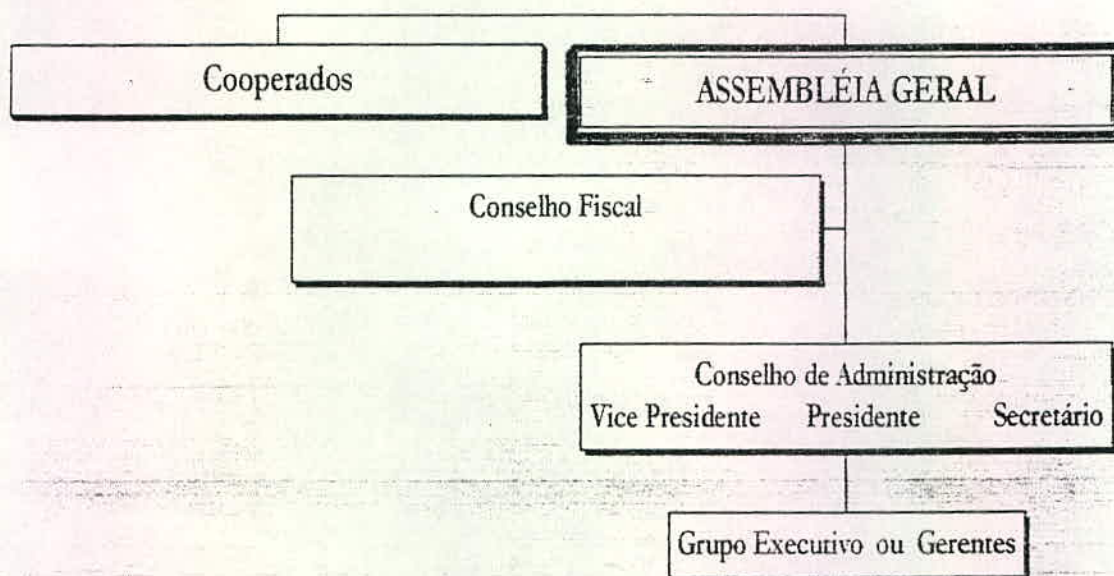 Cooperados
ASSEMBLÉIA GERAL
Conselho Fiscal
Conselho de Administração
Vice Presidente Presidente Secretário
Grupo Executivo ou Gerentes